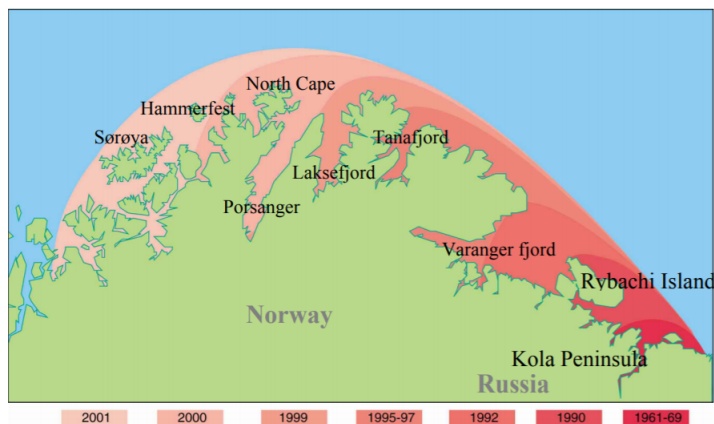 North Cape
Hammerfest
Sørøya
Tanafjord
Laksefjord
Porsanger
Varanger fjord
Rybachi Island
Norway
Kola Peninsula
Russia
2001 2000 1999 1995-97 1992 1990 1961-69